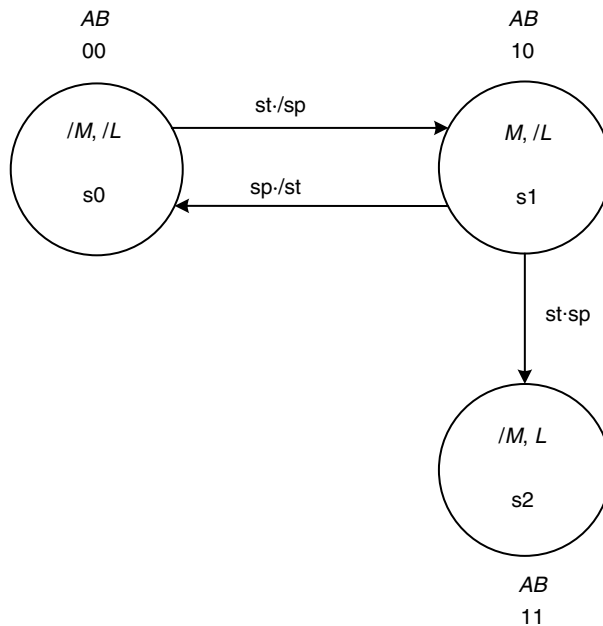 AB
00
AB
10
/M, /L
s0
st·/sp
sp·/st
M, /L
s1
st·sp
/M, L
s2
AB
11